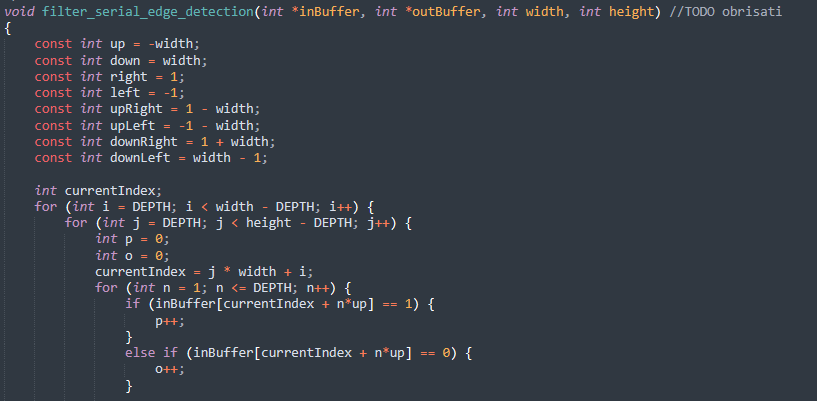 void filter_serial_edge_detection(int *inBuffer, int *outBuffer, int width, int height) //TODO obrisati
{
    const int up = -width;
    const int down = width;
    const int right = 1;
    const int left = -1;
    const int upRight = 1 - width;
    const int upLeft = -1 - width;
    const int downRight = 1 + width;
    const int downLeft = width - 1;

    int currentIndex;
    for (int i = DEPTH; i < width - DEPTH; i++) {
        for (int j = DEPTH; j < height - DEPTH; j++) {
            int p = 0;
            int o = 0;
            currentIndex = j * width + i;
            for (int n = 1; n <= DEPTH; n++) {
                if (inBuffer[currentIndex + n*up] == 1) {
                    p++;
                }
                else if (inBuffer[currentIndex + n*up] == 0) {
                    o++;
                }